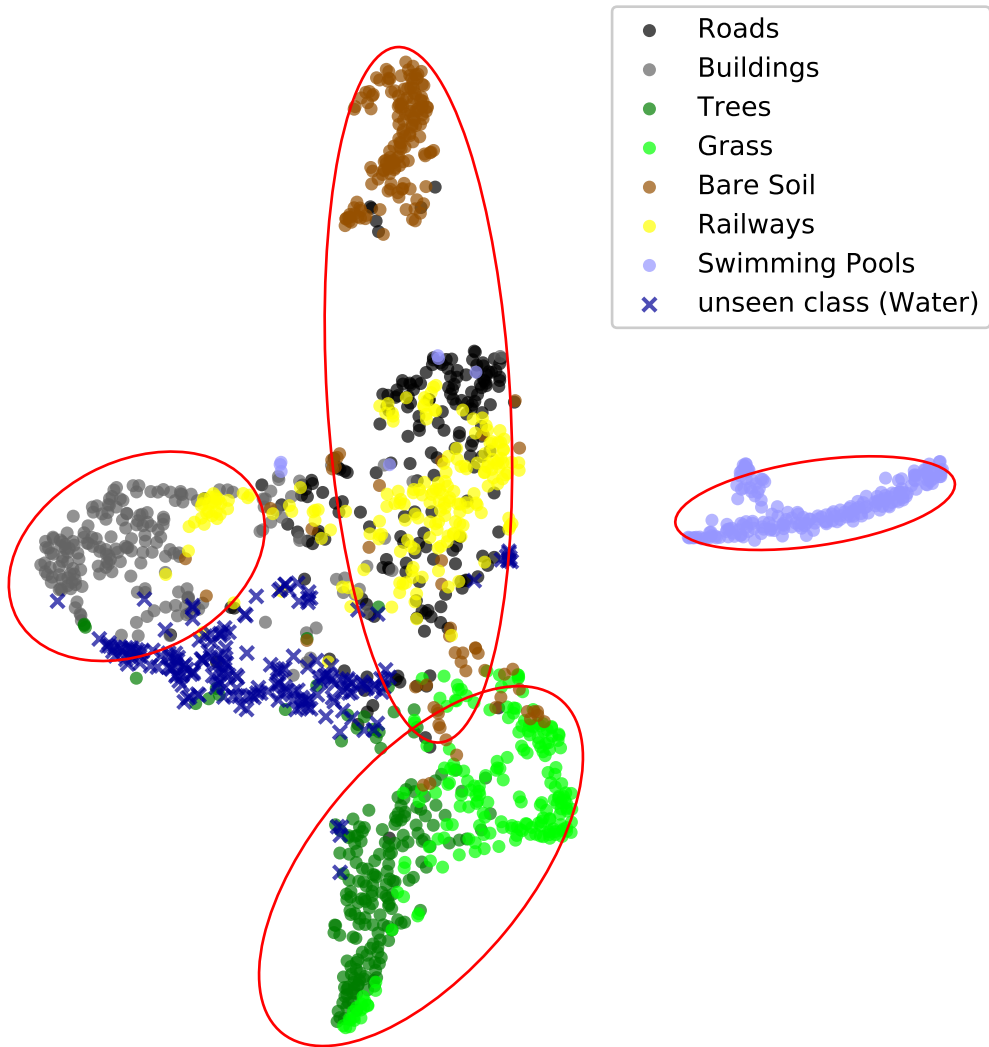 Roads
Buildings
Trees
Grass
Bare Soil
Railways
Swimming Pools
unseen class (Water)